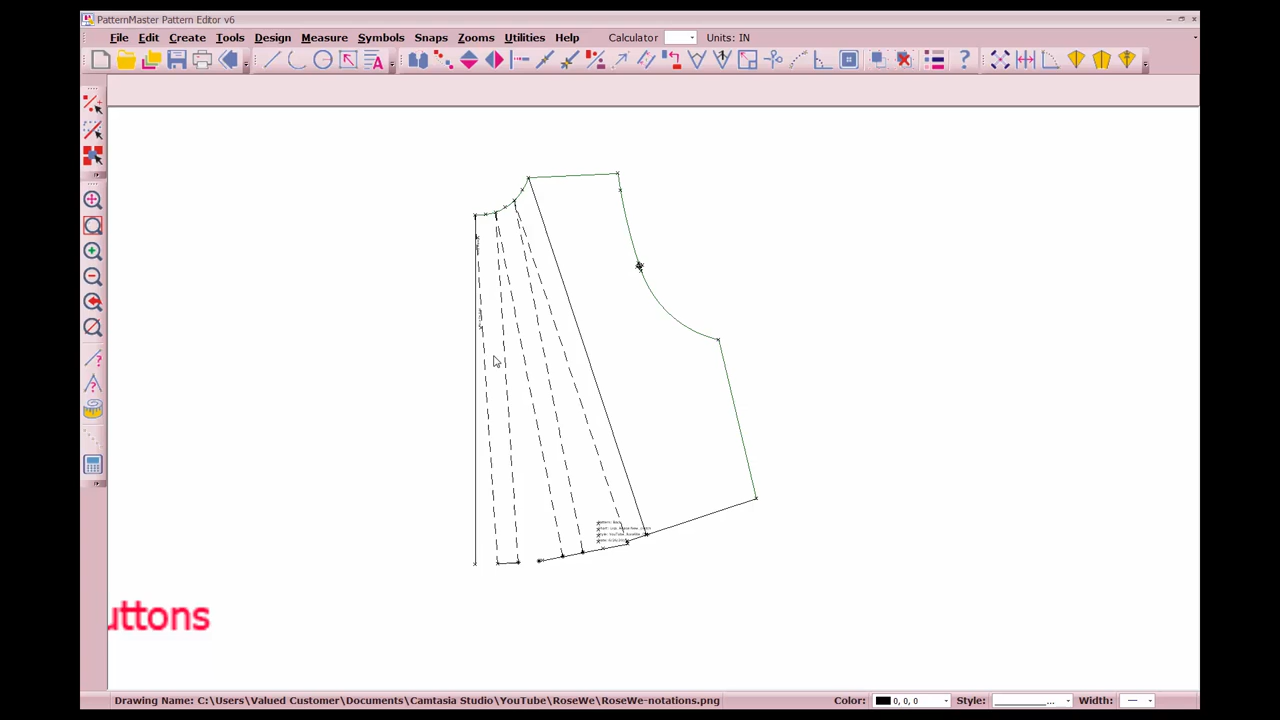 PatternMaster Pattern Editor v6
File Edit Create Tools Design Measure Symbols Snaps Zooms Utilities Help Calculator Units: IN
uttons
Drawing Name: C:\Users\Valued Customer\Documents\Camtasia Studio\YouTube\RoseWe\RoseWe-notations.png Color: 0, 0, 0 Style: Width: